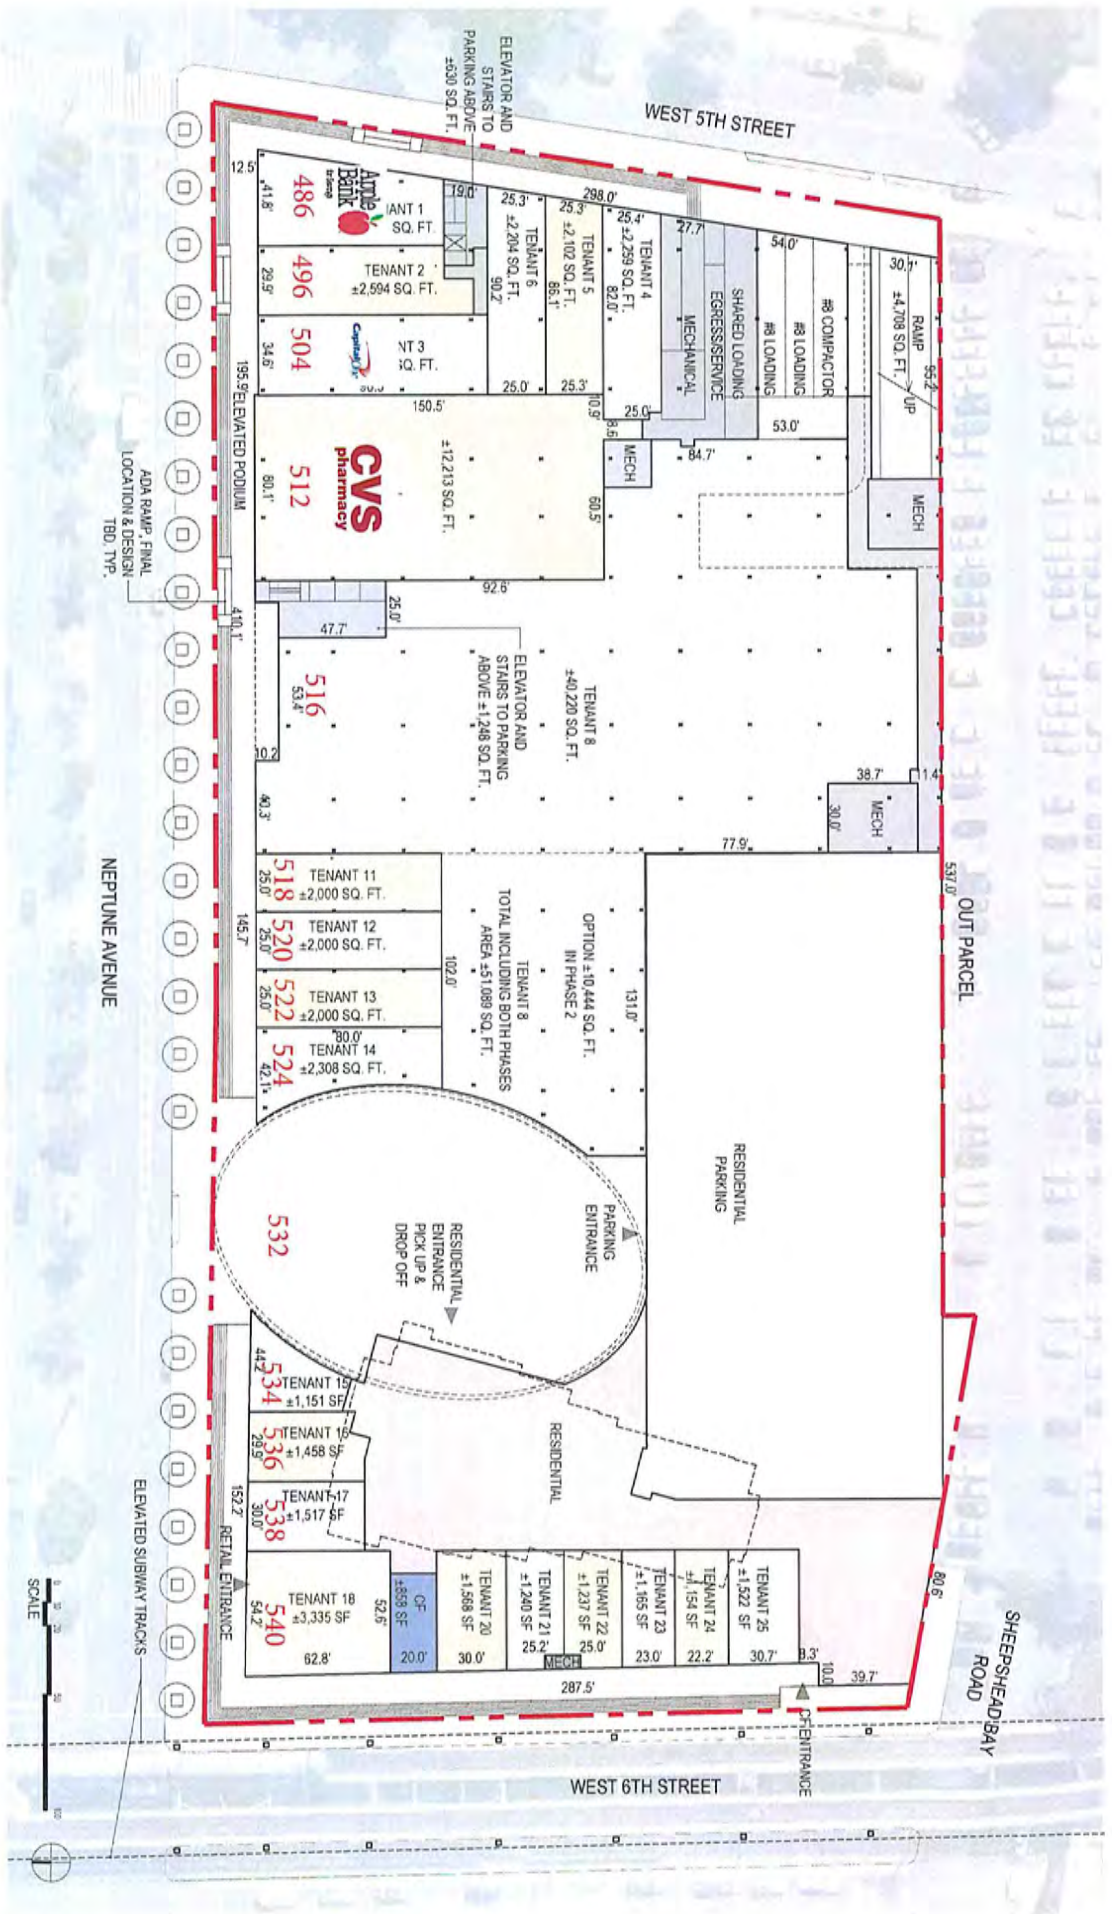 WEST 5TH STREET
ELEVATOR AND
STAIRS TO
PARKING ABOVE
±630 SQ. FT.
12.5'
298.0'
486
Apple
Bank
41.8'
ANT 1
SQ. FT.
19.0'
496
29.9'
TENANT 2
±2,594 SQ. FT.
504
34.6'
NT 3
SQ. FT.
25.3'
TENANT 6
±2,204 SQ. FT.
90.2'
25.0'
25.3'
TENANT 5
±2,102 SQ. FT.
86.1'
25.3'
25.4'
TENANT 4
±2,259 SQ. FT.
82.0'
25.0'
27.7'
MECHANICAL
SHARED LOADING
EGRESS/SERVICE
54.0'
#8 LOADING
#8 LOADING
#8 COMPACTOR
53.0'
30.1'
RAMP
±4,708 SQ. FT.
UP
95.2'
MECH
MECH
84.7'
10.9'
8.6'
150.5'
512
CVS
pharmacy
±12,213 SQ. FT.
80.1'
60.5'
92.6'
195.9'
ELEVATED PODIUM
ADA RAMP, FINAL
LOCATION & DESIGN
TBD, TYP.
410.1'
25.0'
47.7'
ELEVATOR AND
STAIRS TO PARKING
ABOVE ±1,248 SQ. FT.
516
53.4'
10.2
40.3'
TENANT 8
±40,220 SQ. FT.
38.7'
11.4'
MECH
30.0'
77.9'
537.0'
OUT PARCEL
NEPTUNE AVENUE
145.7'
518
25.0'
TENANT 11
±2,000 SQ. FT.
520
25.0'
TENANT 12
±2,000 SQ. FT.
522
25.0'
TENANT 13
±2,000 SQ. FT.
80.0'
524
42.1'
TENANT 14
±2,308 SQ. FT.
102.0'
TENANT 8
TOTAL INCLUDING BOTH PHASES
AREA ±51,089 SQ. FT.
OPTION ±10,444 SQ. FT.
IN PHASE 2
131.0'
RESIDENTIAL
PARKING
532
RESIDENTIAL
ENTRANCE
PICK UP &
DROP OFF
PARKING
ENTRANCE
RESIDENTIAL
534
TENANT 15
±1,151 SF
536
29.9'
TENANT 16
±1,458 SF
538
30.0'
TENANT 17
±1,517 SF
152.2'
RETAIL ENTRANCE
540
54.2'
TENANT 18
±3,335 SF
52.6'
62.8'
CF
±858 SF
20.0'
TENANT 20
±1,568 SF
30.0'
TENANT 21
±1,240 SF
25.2'
TENANT 22
±1,237 SF
25.0'
MECH
TENANT 23
±1,165 SF
23.0'
TENANT 24
±1,154 SF
22.2'
TENANT 25
±1,522 SF
30.7'
10.0
39.7'
80.6'
287.5'
CF ENTRANCE
SHEEPSHEAD BAY
ROAD
WEST 6TH STREET
ELEVATED SUBWAY TRACKS
SCALE